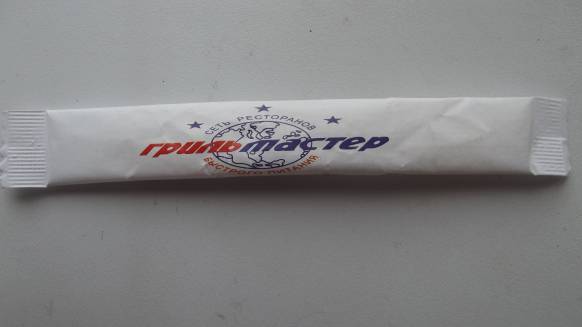 СЕТЬ РЕСТОРАНОВ
грильмастер
БЫСТРОГО ПИТАНИЯ